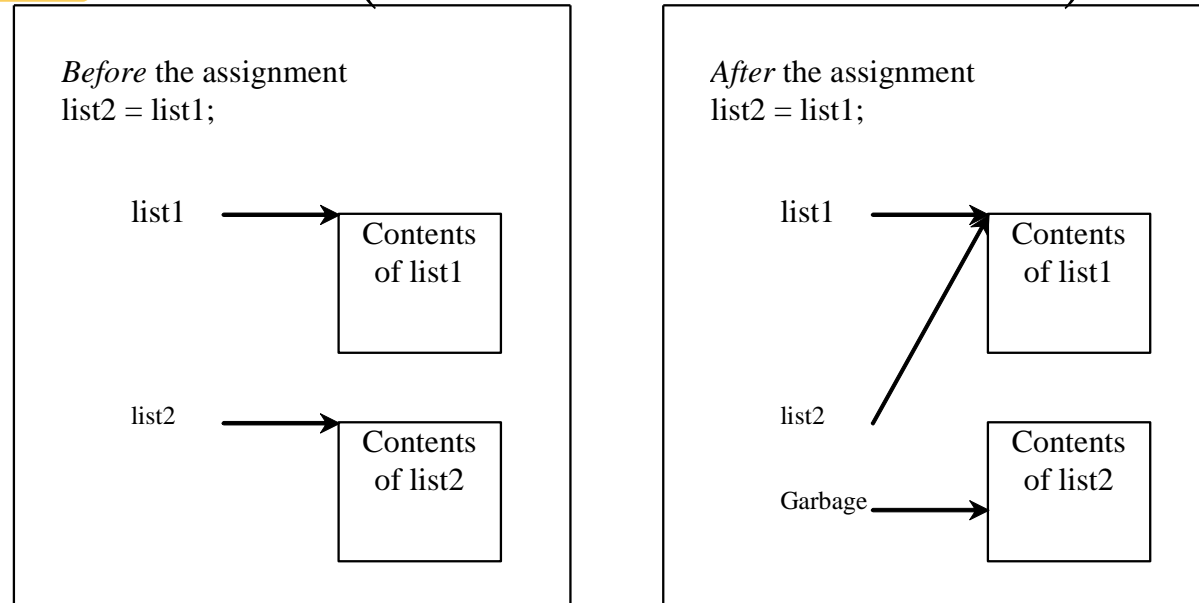 Before the assignment
list2 = list1;
list1
Contents
of list1
list2
Contents
of list2
After the assignment
list2 = list1;
list1
Contents
of list1
list2
Contents
of list2
Garbage